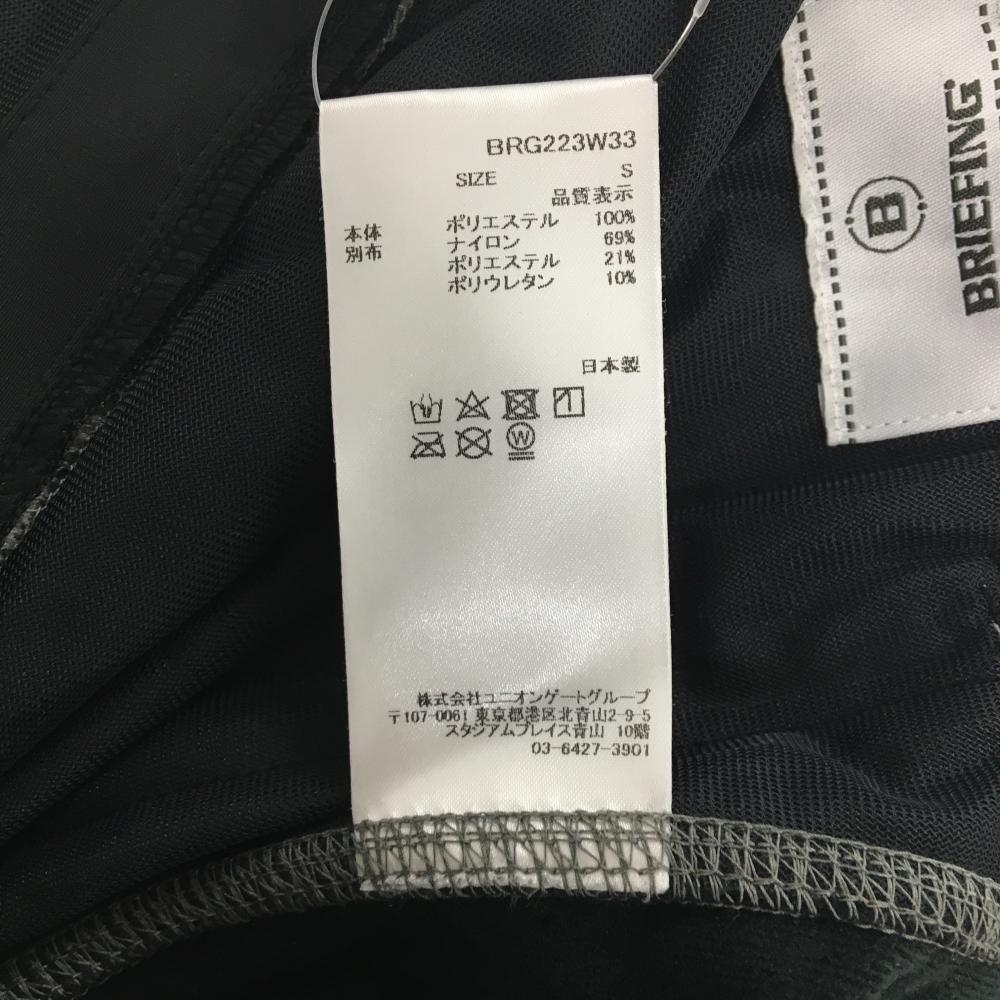 BRG223W33
SIZE S
品質表示
本体 ポリエステル 100%
別布 ナイロン 69%
ポリエステル 21%
ポリウレタン 10%
日本製
W
株式会社ユニオンゲートグループ
〒107-0061 東京都港区北青山2-9-5
スタジアムプレイス青山 10階
03-6427-3901
B
BRIEFING